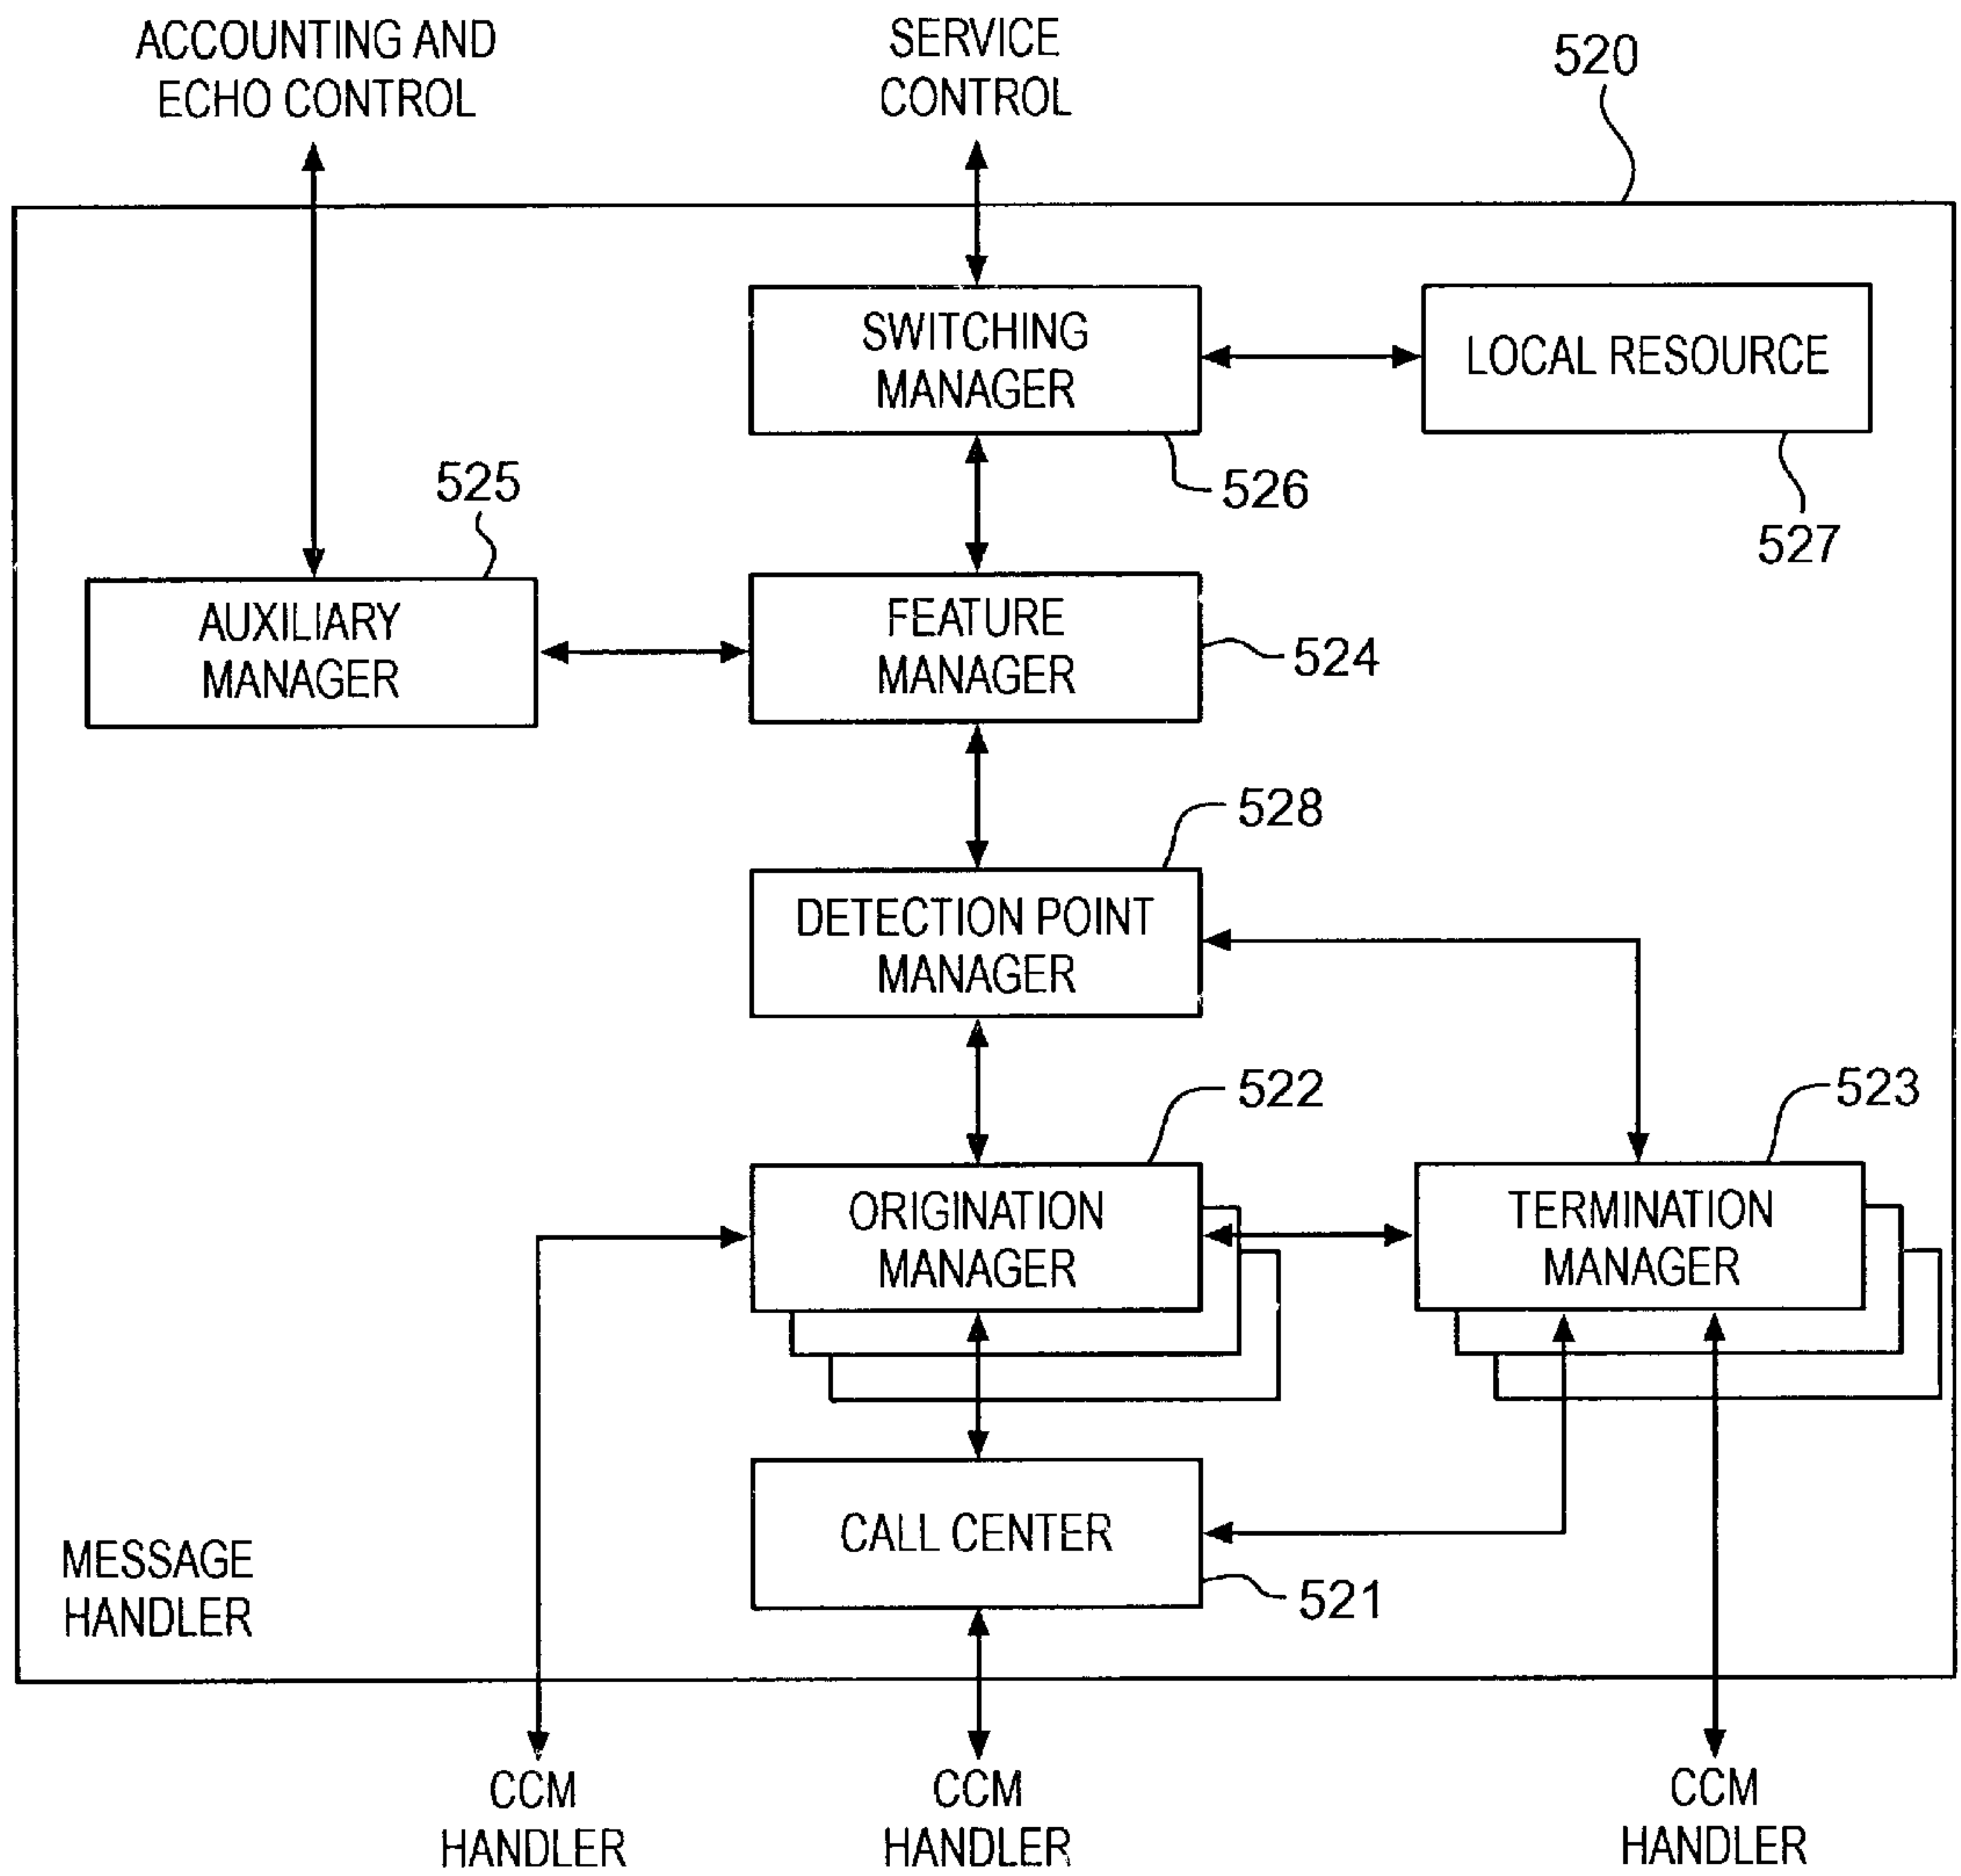 ACCOUNTING AND
ECHO CONTROL
SERVICE
CONTROL
520
SWITCHING
MANAGER
LOCAL RESOURCE
526
527
525
AUXILIARY
MANAGER
FEATURE
MANAGER
524
528
DETECTION POINT
MANAGER
522
523
ORIGINATION
MANAGER
TERMINATION
MANAGER
CALL CENTER
521
MESSAGE
HANDLER
CCM
HANDLER
CCM
HANDLER
CCM
HANDLER